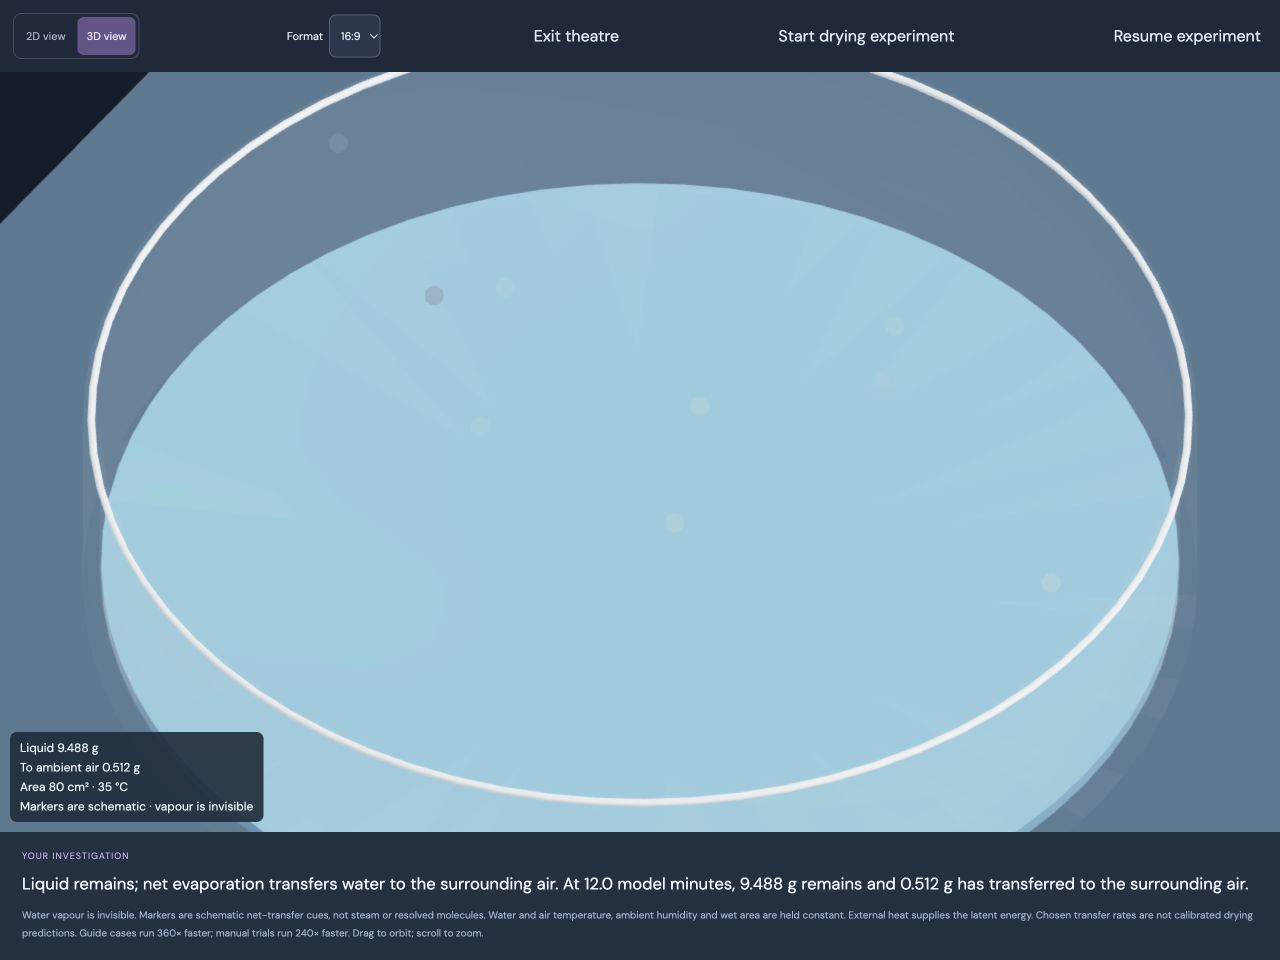 2D view
3D view
Format
16:9
Exit theatre
Start drying experiment
Resume experiment
Liquid 9.488 g
To ambient air 0.512 g
Area 80 cm² · 35 °C
Markers are schematic · vapour is invisible
YOUR INVESTIGATION
Liquid remains; net evaporation transfers water to the surrounding air. At 12.0 model minutes, 9.488 g remains and 0.512 g has transferred to the surrounding air.
Water vapour is invisible. Markers are schematic net-transfer cues, not steam or resolved molecules. Water and air temperature, ambient humidity and wet area are held constant. External heat supplies the latent energy. Chosen transfer rates are not calibrated drying
predictions. Guide cases run 360× faster; manual trials run 240× faster. Drag to orbit; scroll to zoom.